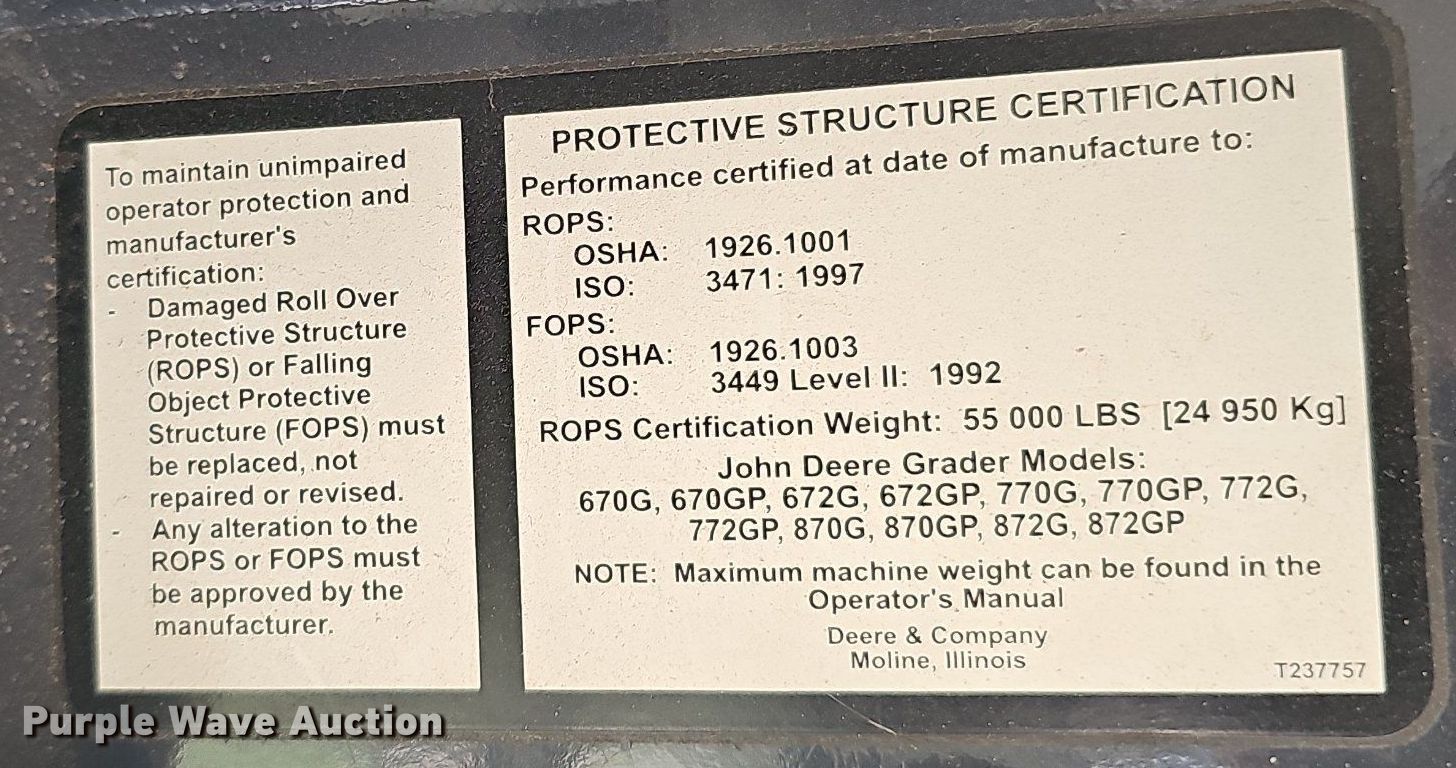 To maintain unimpaired
operator protection and
manufacturer's
certification:
- Damaged Roll Over
Protective Structure
(ROPS) or Falling
Object Protective
Structure (FOPS) must
be replaced, not
repaired or revised.
- Any alteration to the
ROPS or FOPS must
be approved by the
manufacturer.
PROTECTIVE STRUCTURE CERTIFICATION
Performance certified at date of manufacture to:
ROPS:
OSHA: 1926.1001
ISO: 3471: 1997
FOPS:
OSHA: 1926.1003
ISO: 3449 Level II: 1992
ROPS Certification Weight: 55 000 LBS [24 950 Kg]
John Deere Grader Models:
670G, 670GP, 672G, 672GP, 770G, 770GP, 772G,
772GP, 870G, 870GP, 872G, 872GP
NOTE: Maximum machine weight can be found in the
Operator's Manual
Deere & Company
Moline, Illinois
T237757
Purple Wave Auction